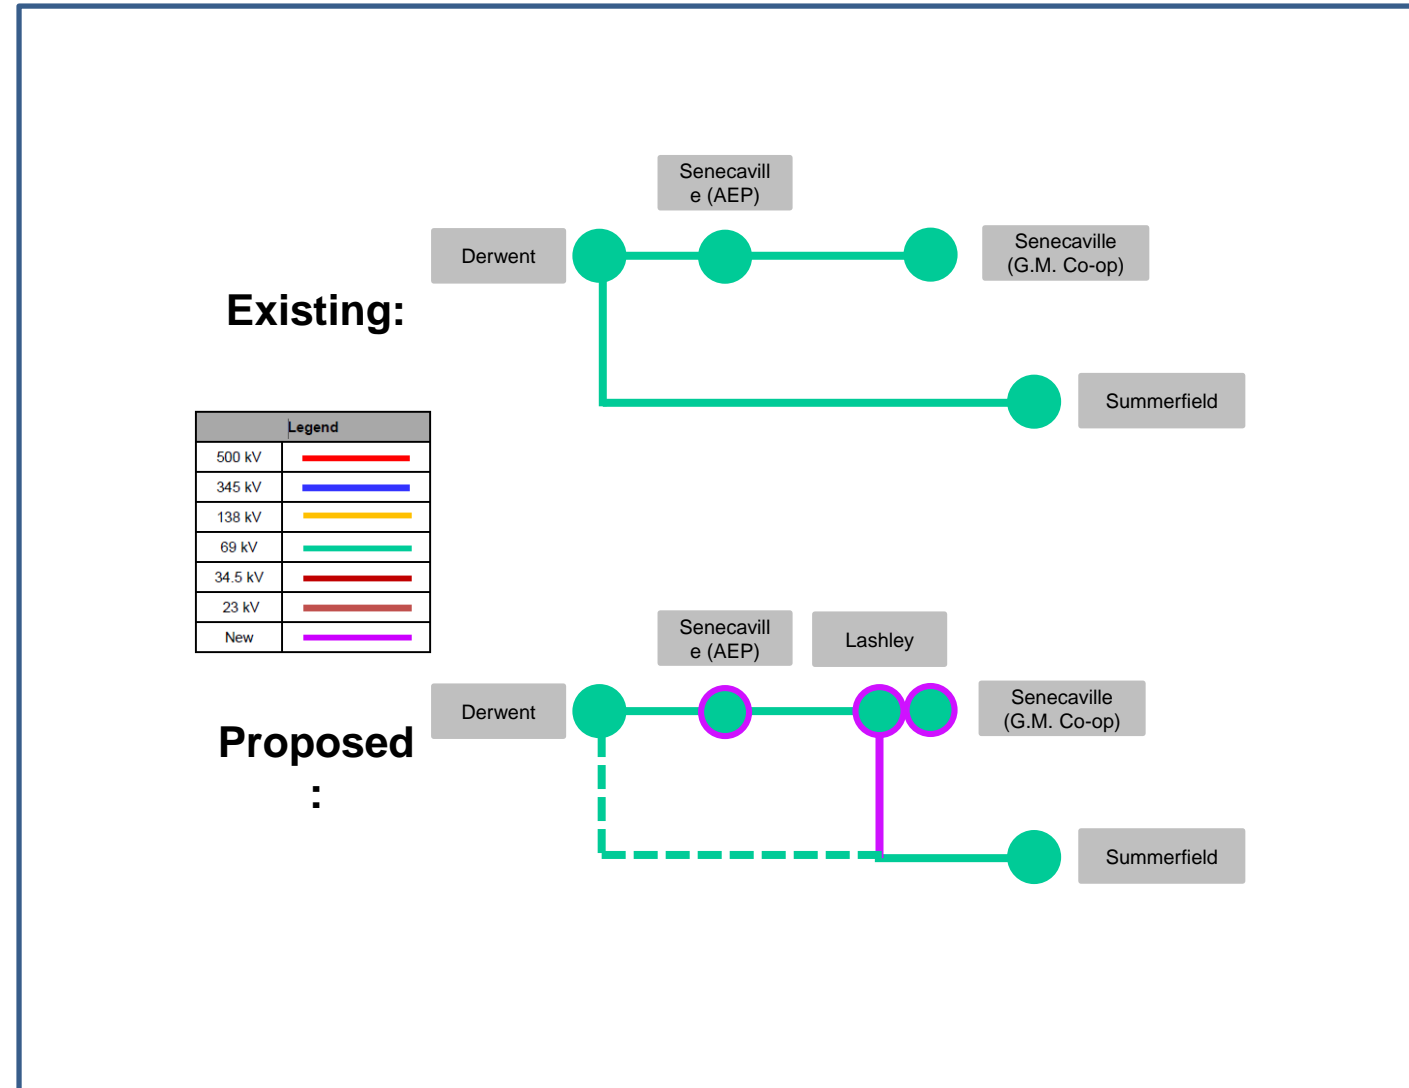 Senecavill
e (AEP)
Derwent
Senecaville
(G.M. Co-op)
Existing:
Summerfield
Legend
500 kV
345 kV
138 kV
69 kV
34.5 kV
23 kV
New
Senecavill
e (AEP)
Lashley
Derwent
Senecaville
(G.M. Co-op)
Proposed
:
Summerfield